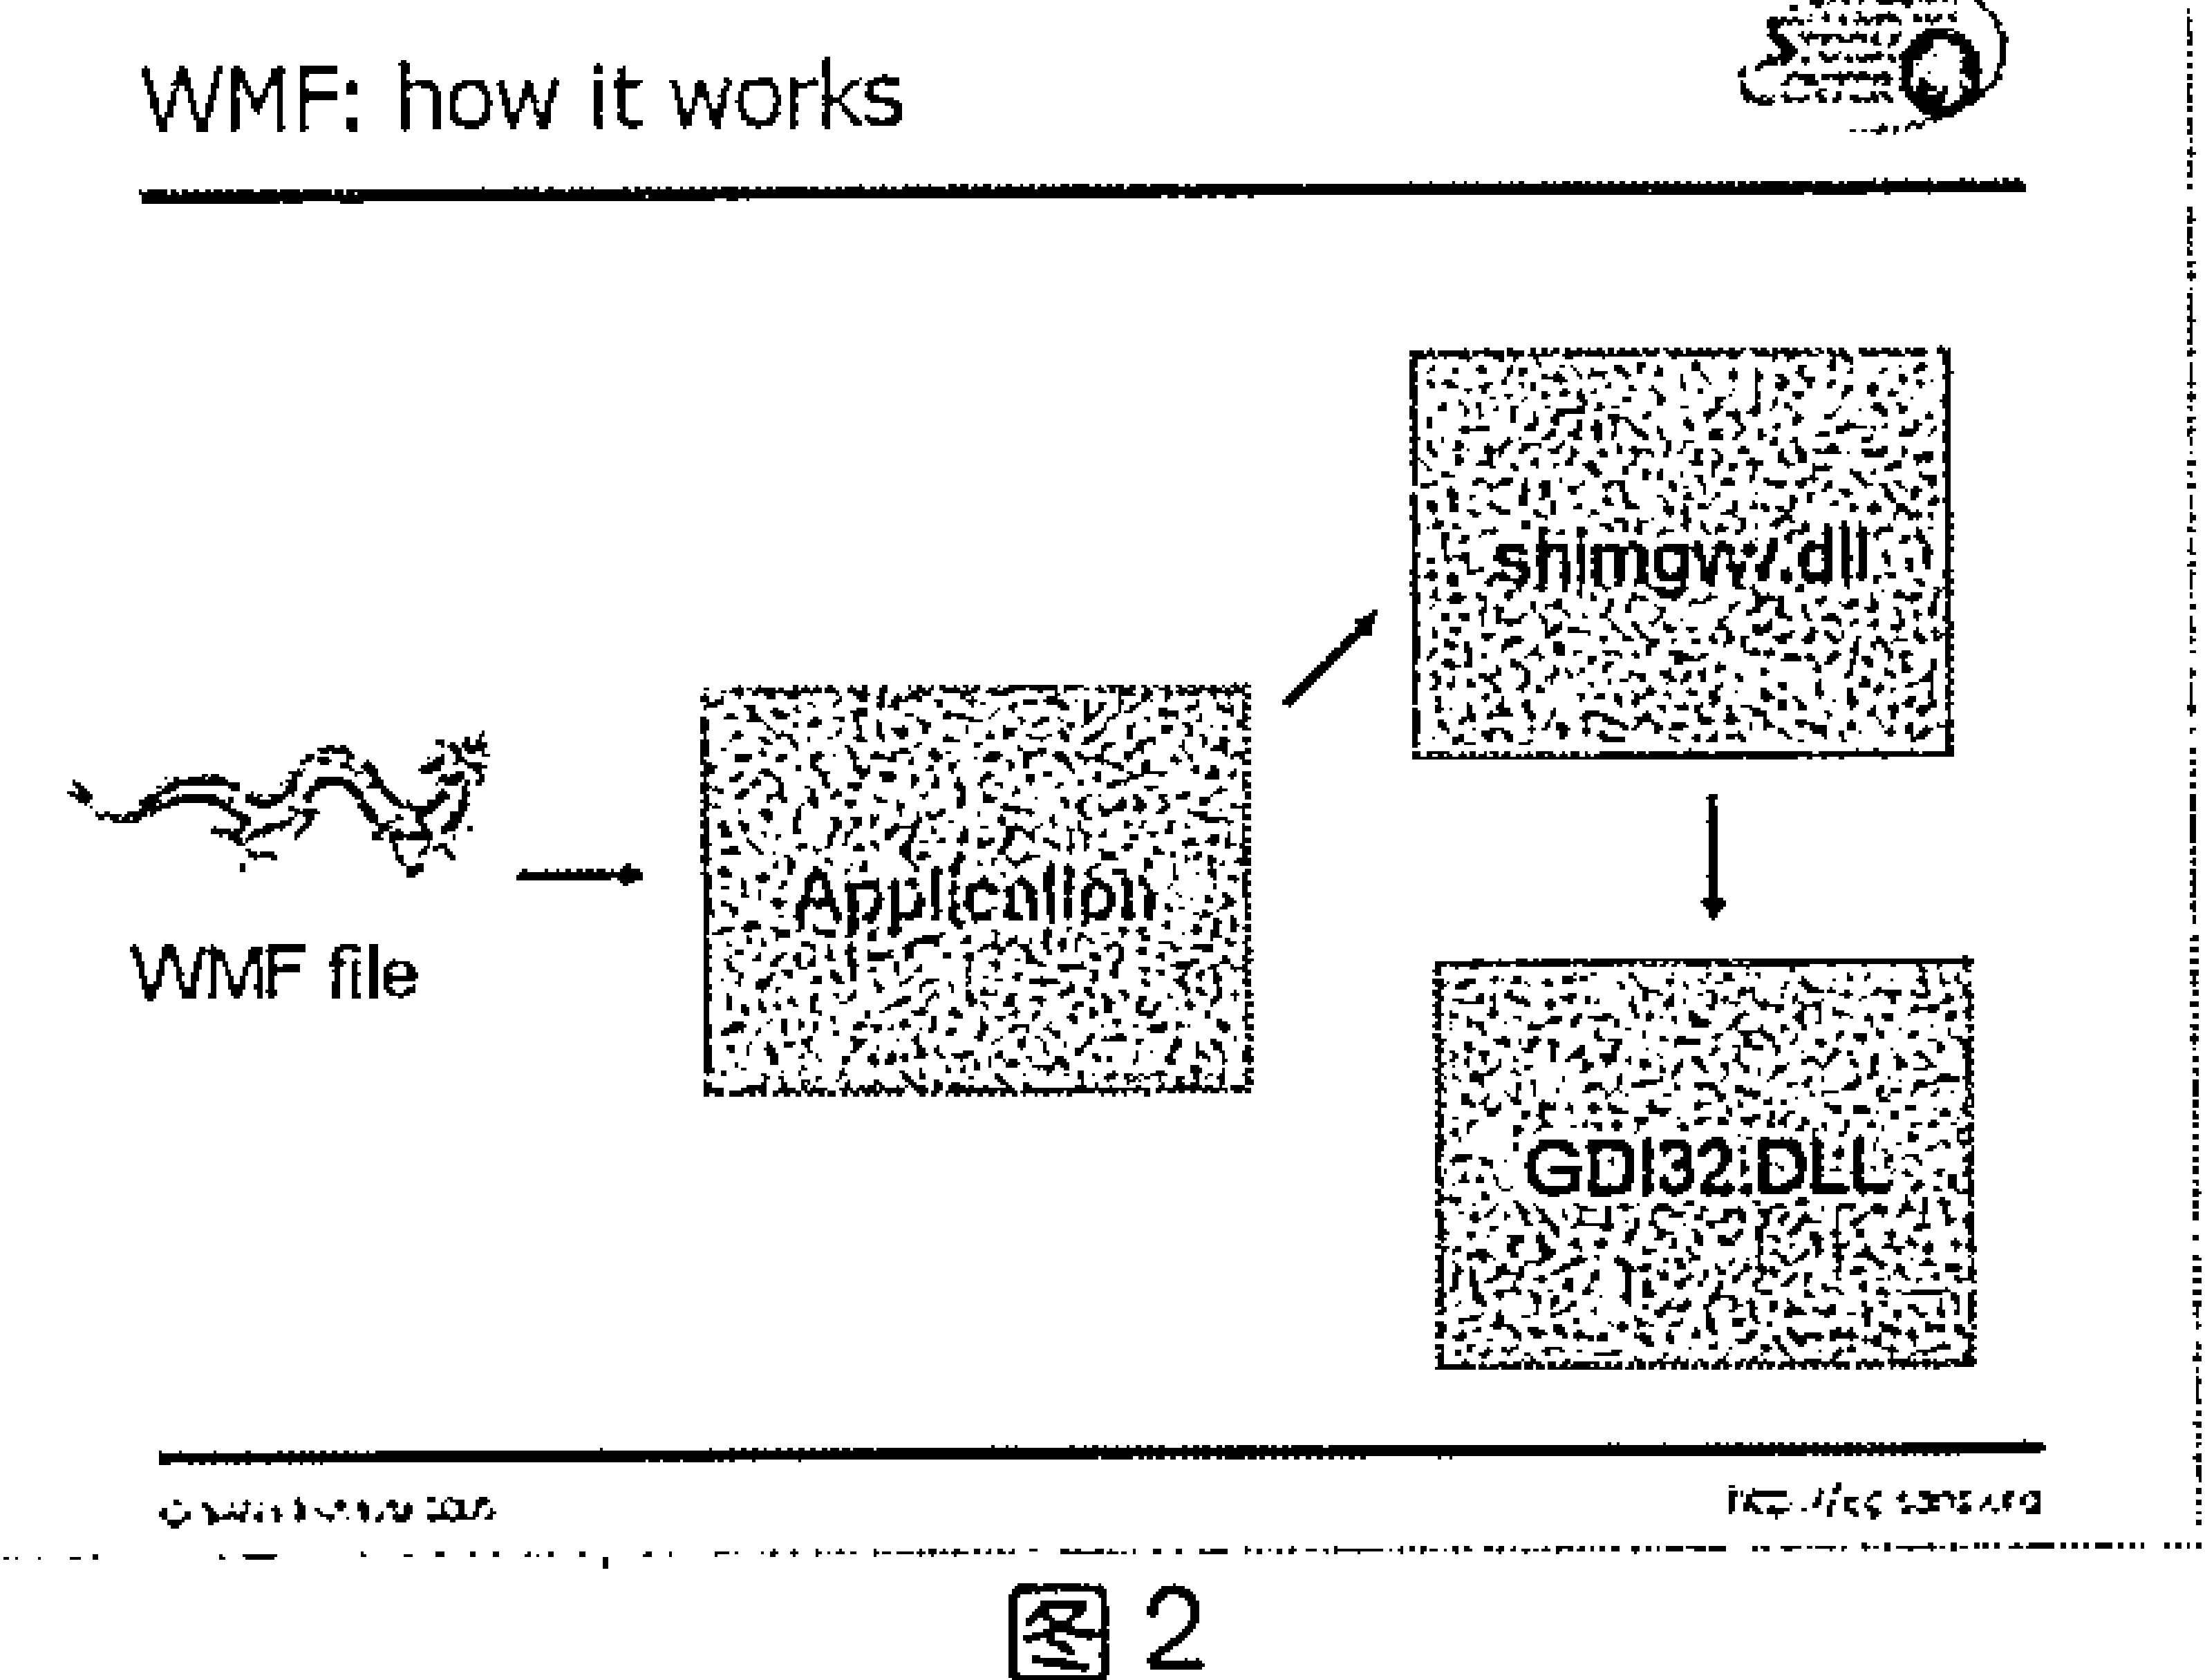 WMF: how it works
shimgvw.dll
Application
WMF file
GDI32.DLL
图 2